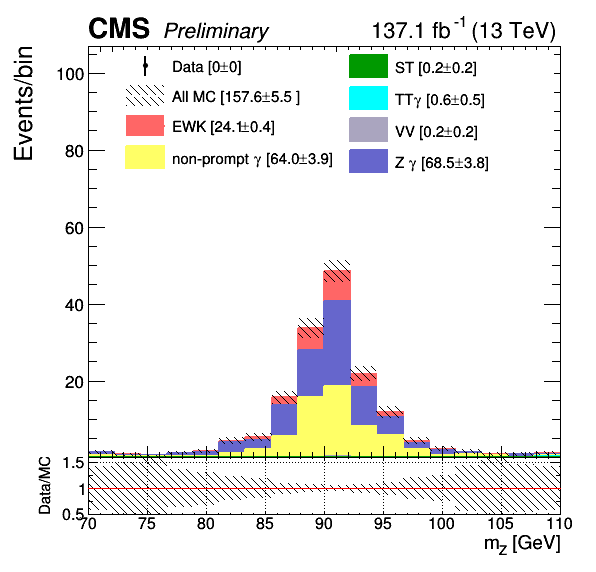 CMS Preliminary 137.1 fb⁻¹ (13 TeV)
Events/bin
100
80
60
40
20
Data [0±0]
All MC [157.6±5.5 ]
EWK [24.1±0.4]
non-prompt γ [64.0±3.9]
ST [0.2±0.2]
TTγ [0.6±0.5]
VV [0.2±0.2]
Z γ [68.5±3.8]
Data/MC
1.5
1
0.5
70 75 80 85 90 95 100 105 110
m_Z [GeV]